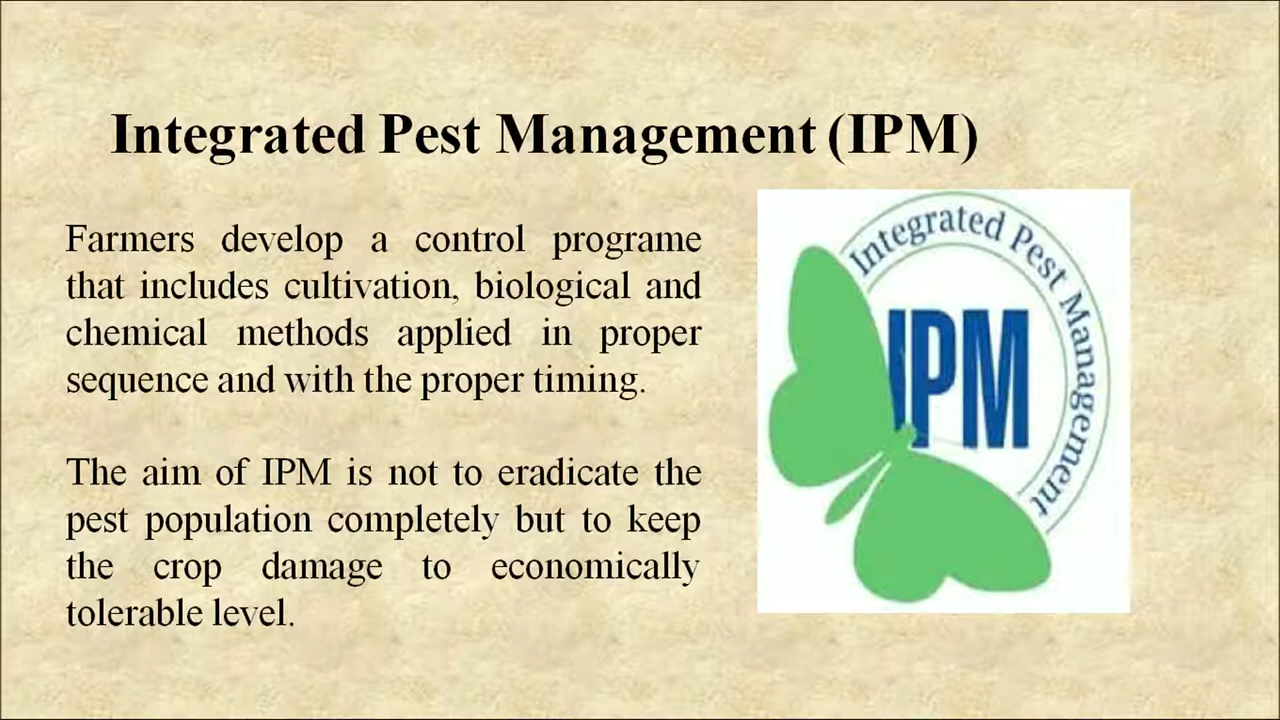 Integrated Pest Management (IPM)
Farmers develop a control programe
that includes cultivation, biological and
chemical methods applied in proper
sequence and with the proper timing.
The aim of IPM is not to eradicate the
pest population completely but to keep
the crop damage to economically
tolerable level.
Integrated Pest Management
IPM